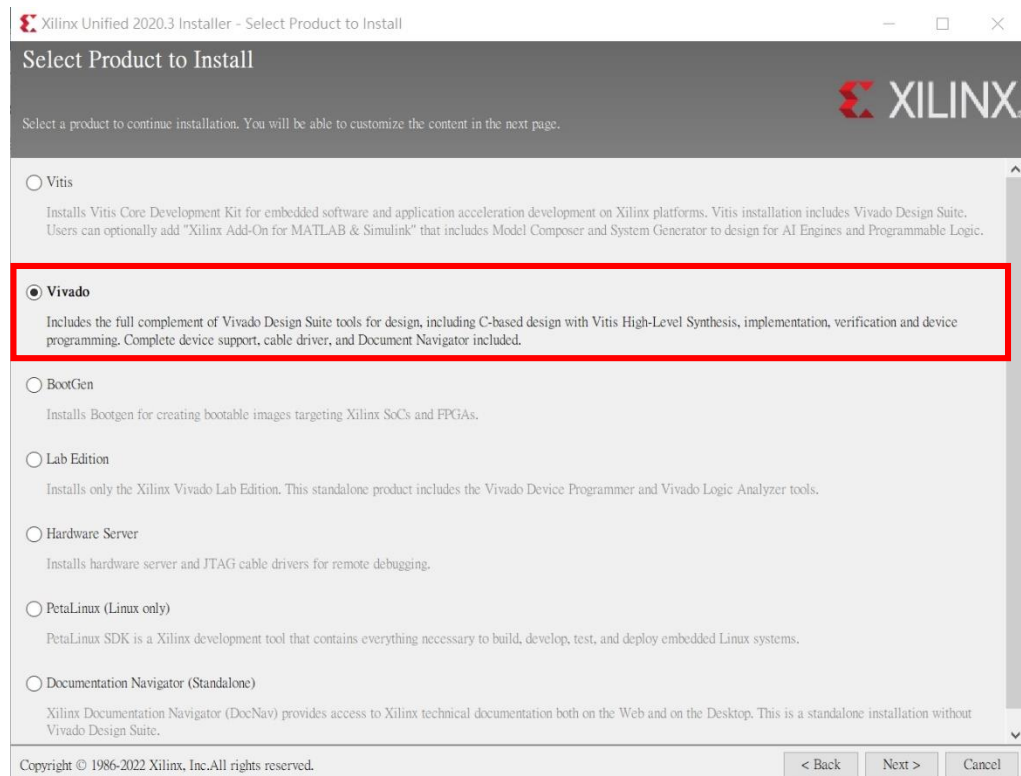 Xilinx Unified 2020.3 Installer - Select Product to Install
Select Product to Install
XILINX
Select a product to continue installation. You will be able to customize the content in the next page.
Vitis
Installs Vitis Core Development Kit for embedded software and application acceleration development on Xilinx platforms. Vitis installation includes Vivado Design Suite.
Users can optionally add "Xilinx Add-On for MATLAB & Simulink" that includes Model Composer and System Generator to design for AI Engines and Programmable Logic.
Vivado
Includes the full complement of Vivado Design Suite tools for design, including C-based design with Vitis High-Level Synthesis, implementation, verification and device
programming. Complete device support, cable driver, and Document Navigator included.
BootGen
Installs Bootgen for creating bootable images targeting Xilinx SoCs and FPGAs.
Lab Edition
Installs only the Xilinx Vivado Lab Edition. This standalone product includes the Vivado Device Programmer and Vivado Logic Analyzer tools.
Hardware Server
Installs hardware server and JTAG cable drivers for remote debugging.
PetaLinux (Linux only)
PetaLinux SDK is a Xilinx development tool that contains everything necessary to build, develop, test, and deploy embedded Linux systems.
Documentation Navigator (Standalone)
Xilinx Documentation Navigator (DocNav) provides access to Xilinx technical documentation both on the Web and on the Desktop. This is a standalone installation without
Vivado Design Suite.
Copyright © 1986-2022 Xilinx, Inc.All rights reserved.
< Back Next > Cancel